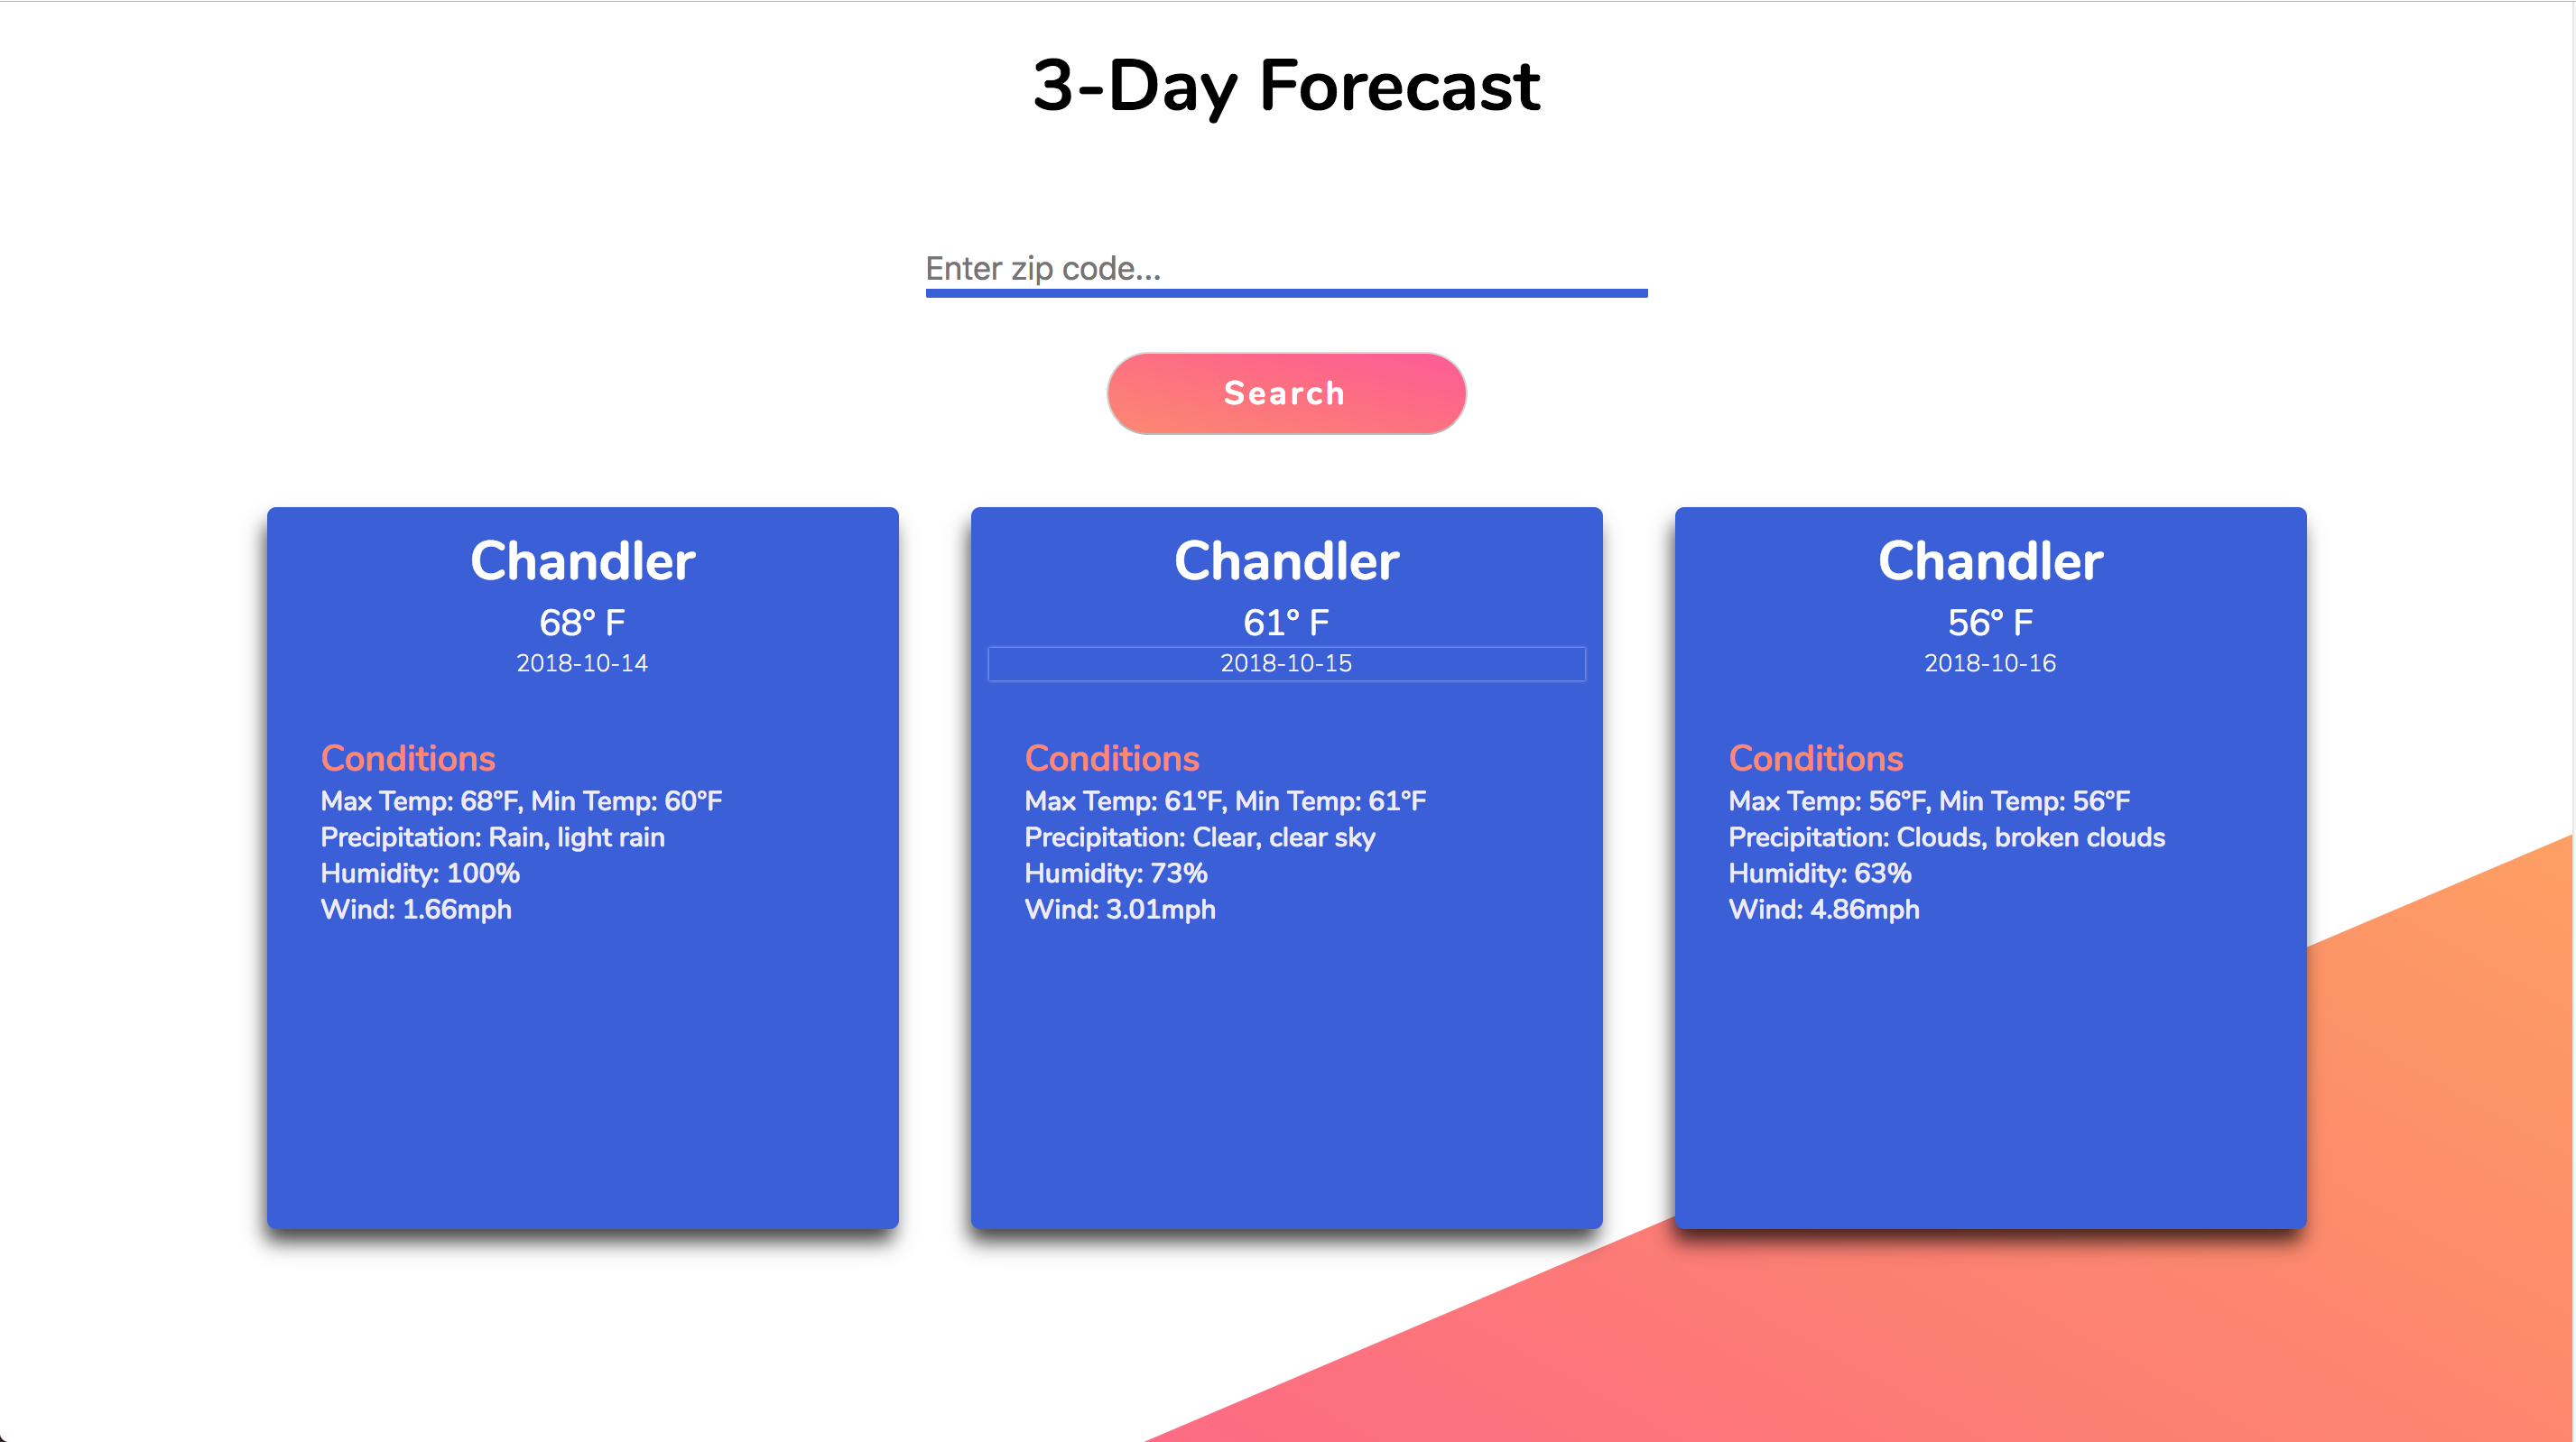 3-Day Forecast
Enter zip code...
Search
Chandler
68° F
2018-10-14
Conditions
Max Temp: 68°F, Min Temp: 60°F
Precipitation: Rain, light rain
Humidity: 100%
Wind: 1.66mph
Chandler
61° F
2018-10-15
Conditions
Max Temp: 61°F, Min Temp: 61°F
Precipitation: Clear, clear sky
Humidity: 73%
Wind: 3.01mph
Chandler
56° F
2018-10-16
Conditions
Max Temp: 56°F, Min Temp: 56°F
Precipitation: Clouds, broken clouds
Humidity: 63%
Wind: 4.86mph